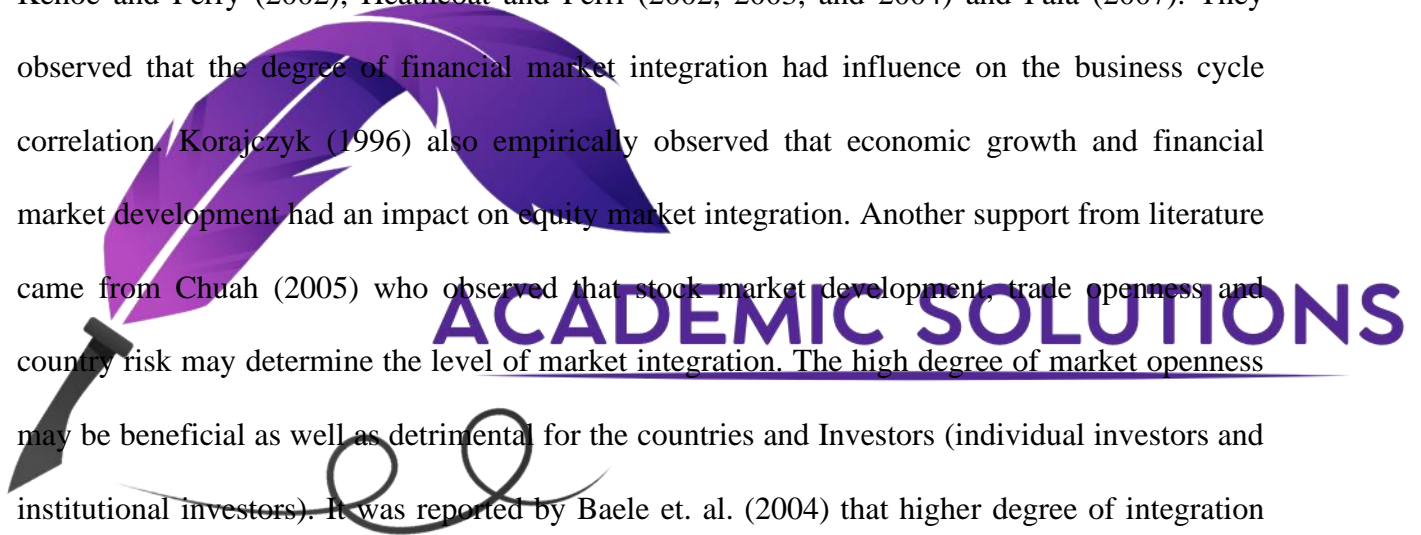 observed that the degree of financial market integration had influence on the business cycle
correlation. Korajczyk (1996) also empirically observed that economic growth and financial
market development had an impact on equity market integration. Another support from literature
came from Chuah (2005) who observed that stock market development, trade openness and
ACADEMIC SOLUTIONS
country risk may determine the level of market integration. The high degree of market openness
may be beneficial as well as detrimental for the countries and Investors (individual investors and
institutional investors). It was reported by Baele et. al. (2004) that higher degree of integration